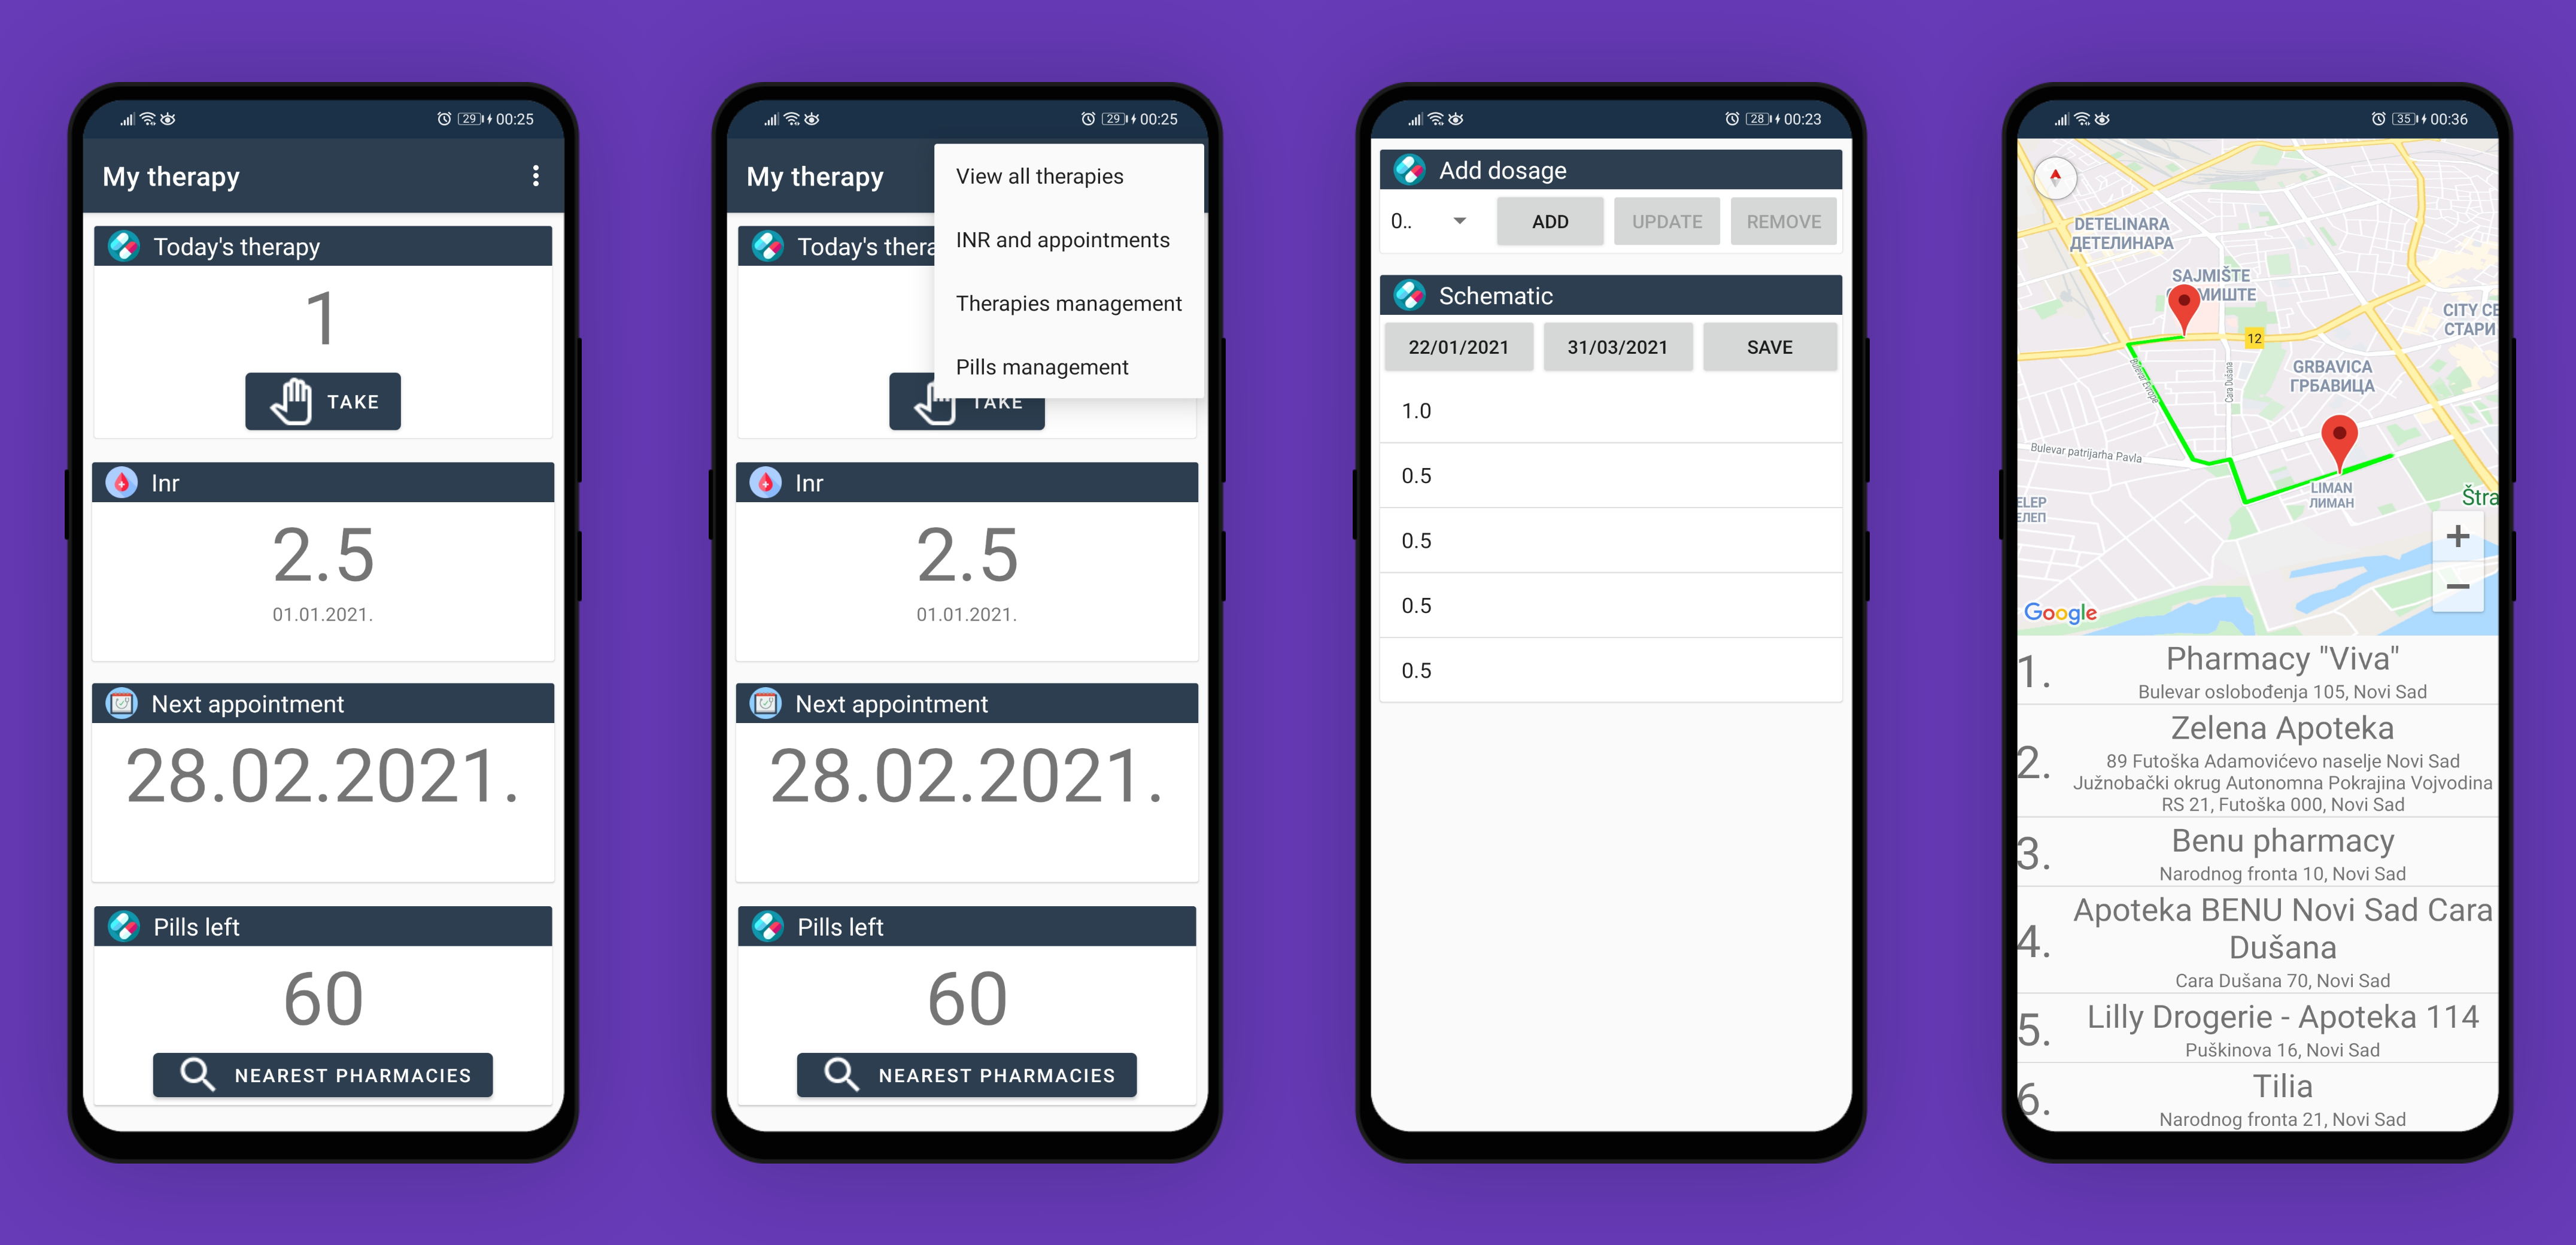 29 00:25
My therapy
Today's therapy
1
TAKE
Inr
2.5
01.01.2021.
Next appointment
28.02.2021.
Pills left
60
NEAREST PHARMACIES
29 00:25
My therapy
View all therapies
INR and appointments
Therapies management
Pills management
Today's thera
TAKE
Inr
2.5
01.01.2021.
Next appointment
28.02.2021.
Pills left
60
NEAREST PHARMACIES
28 00:23
Add dosage
0.. ADD UPDATE REMOVE
Schematic
22/01/2021 31/03/2021 SAVE
1.0
0.5
0.5
0.5
0.5
35 00:36
DETELINARA
ДЕТЕЛИНАРА
SAJMIŠTE
МИШТЕ
CITY CE
СТАРИ
12
Bulevar Evrope
Cara Dušana
GRBAVICA
ГРБАВИЦА
Bulevar patrijarha Pavla
LIMAN
ЛИМАН
ELEP
ЕЛЕП
Štra
+
−
Google
1. Pharmacy "Viva"
Bulevar oslobođenja 105, Novi Sad
2. Zelena Apoteka
89 Futoška Adamovićevo naselje Novi Sad
Južnobački okrug Autonomna Pokrajina Vojvodina
RS 21, Futoška 000, Novi Sad
3. Benu pharmacy
Narodnog fronta 10, Novi Sad
4. Apoteka BENU Novi Sad Cara
Dušana
Cara Dušana 70, Novi Sad
5. Lilly Drogerie - Apoteka 114
Puškinova 16, Novi Sad
6. Tilia
Narodnog fronta 21, Novi Sad